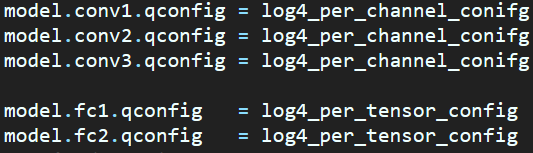 model.conv1.qconfig = log4_per_channel_conifg
model.conv2.qconfig = log4_per_channel_conifg
model.conv3.qconfig = log4_per_channel_conifg
model.fc1.qconfig   = log4_per_tensor_config
model.fc2.qconfig   = log4_per_tensor_config